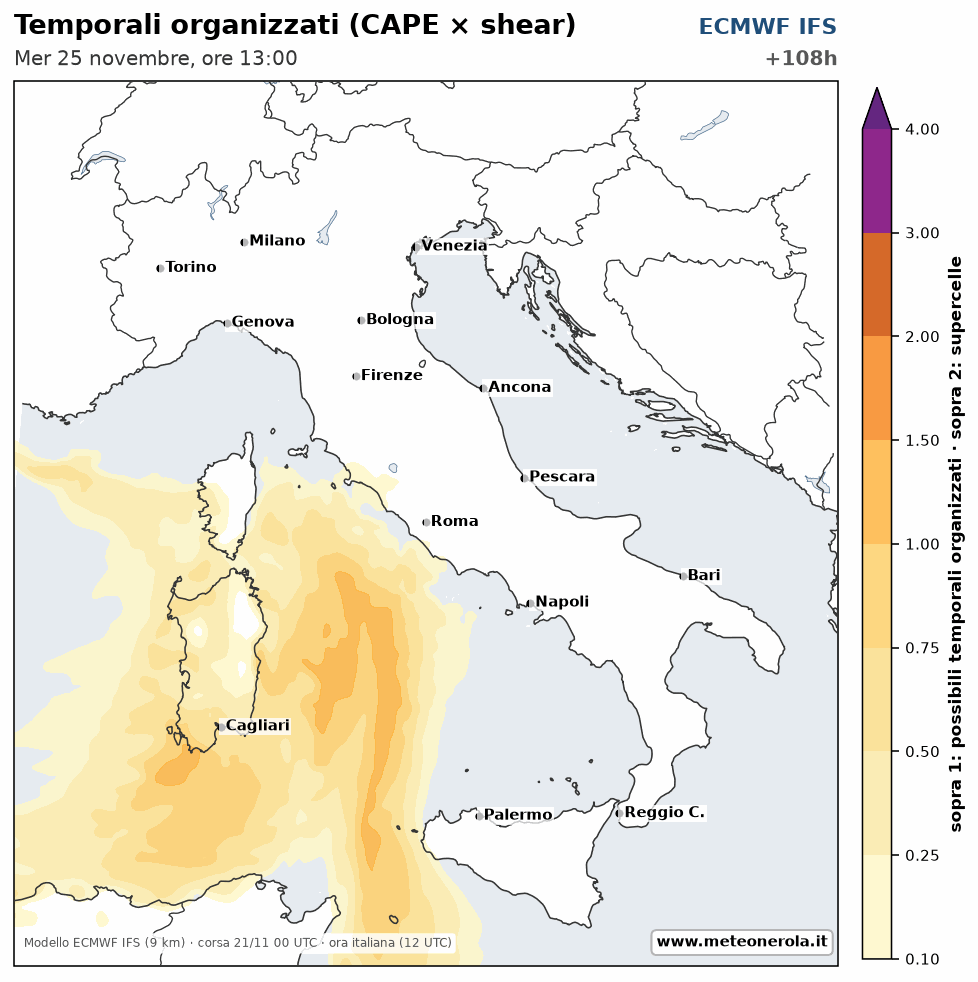 Temporali organizzati (CAPE × shear)
ECMWF IFS
Mer 25 novembre, ore 13:00
+108h
Milano
Venezia
Torino
Genova
Bologna
Firenze
Ancona
Pescara
Roma
Bari
Napoli
Cagliari
Palermo
Reggio C.
4.00
3.00
2.00
1.50
1.00
0.75
0.50
0.25
0.10
sopra 1: possibili temporali organizzati · sopra 2: supercelle
Modello ECMWF IFS (9 km) · corsa 21/11 00 UTC · ora italiana (12 UTC)
www.meteonerola.it